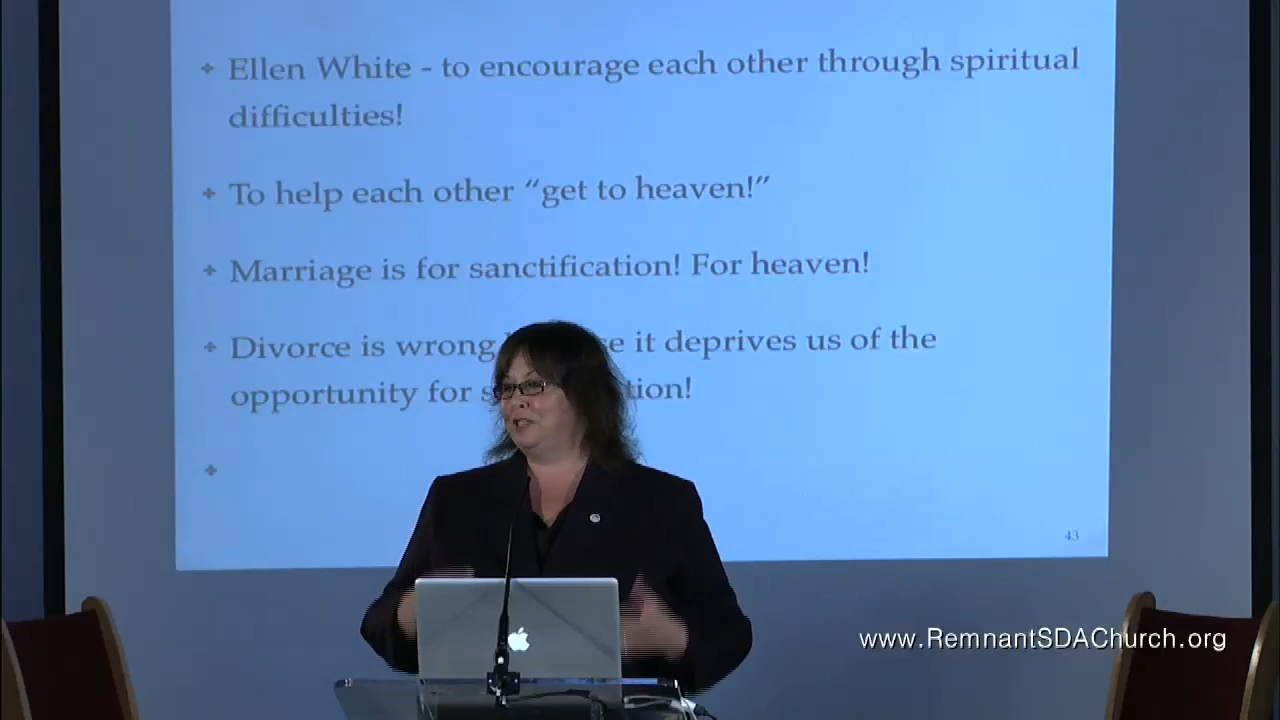 Ellen White - to encourage each other through spiritual
difficulties!
To help each other “get to heaven!”
Marriage is for sanctification! For heaven!
Divorce is wrong e it deprives us of the
opportunity for s tion!
43
www.RemnantSDAChurch.org